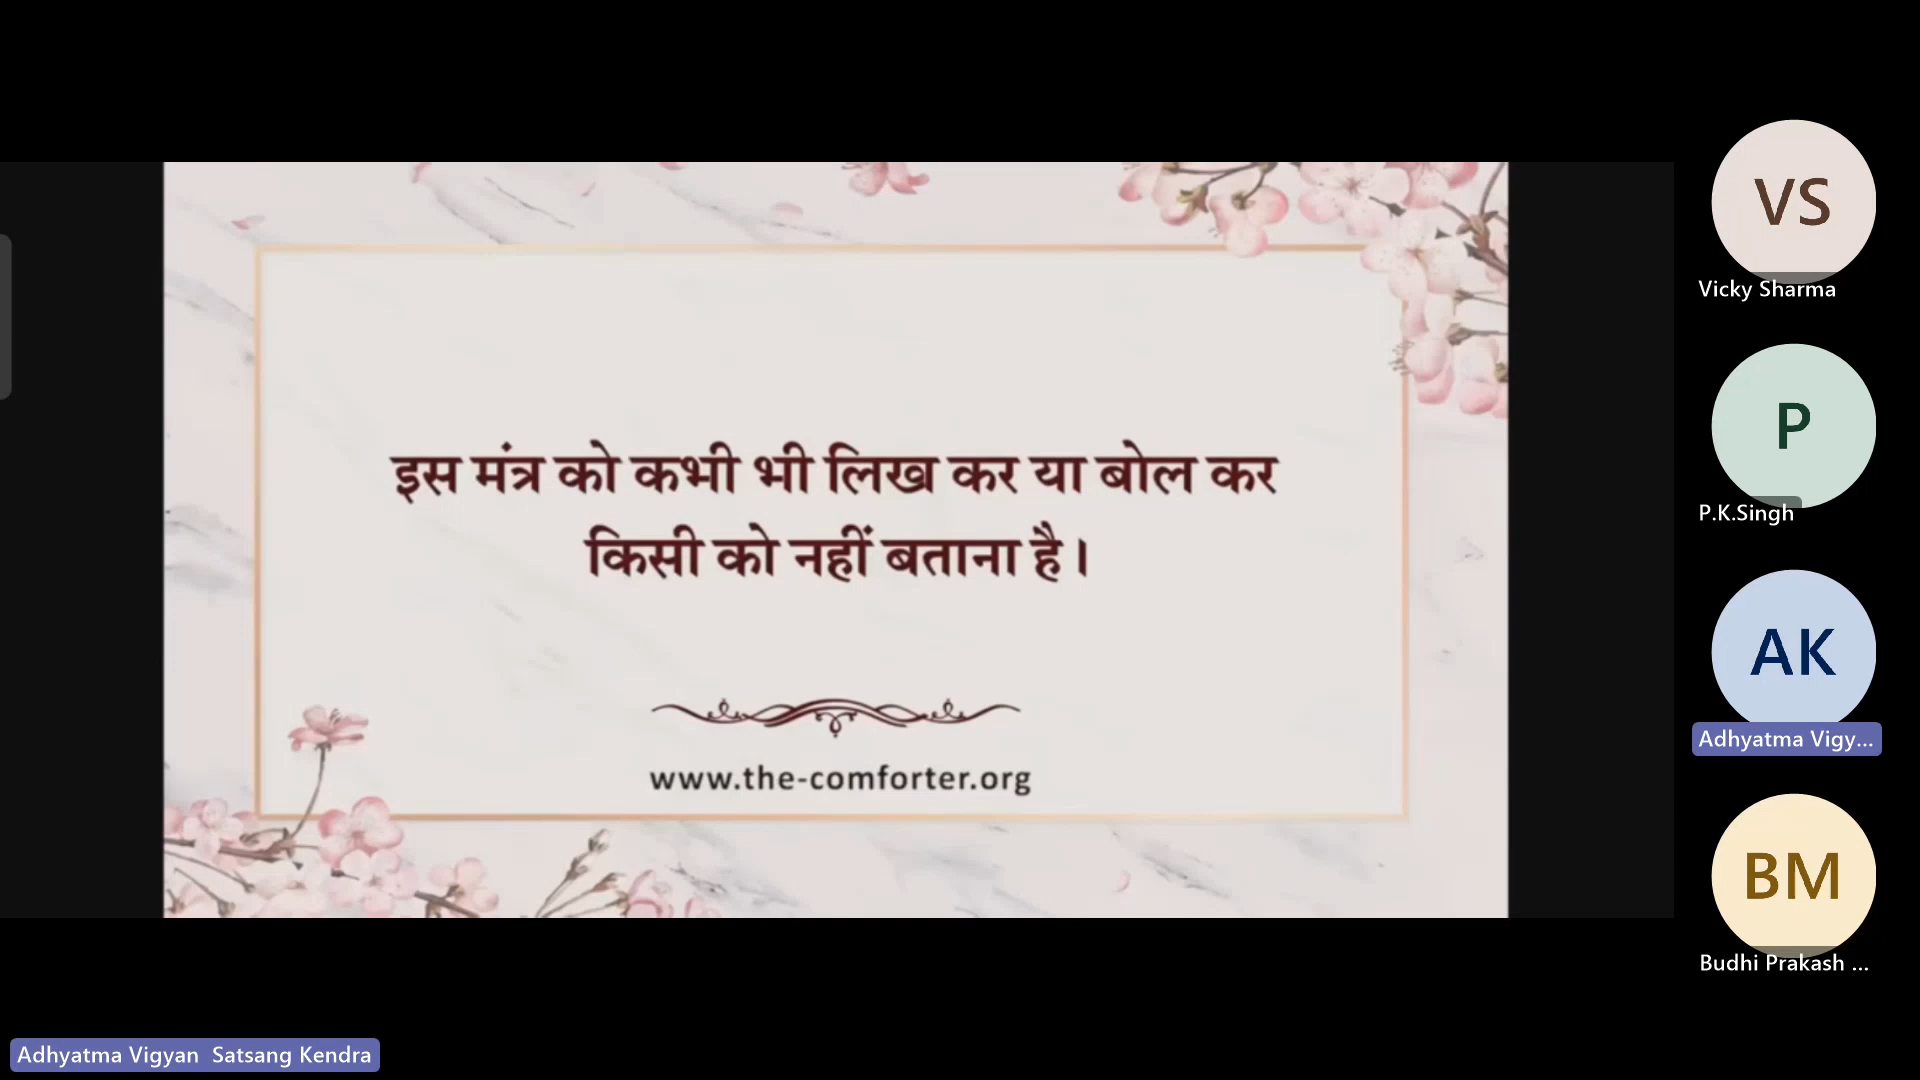 इस मंत्र को कभी भी लिख कर या बोल कर
किसी को नहीं बताना है।
www.the-comforter.org
VS
Vicky Sharma
P
P.K.Singh
AK
Adhyatma Vigy...
BM
Budhi Prakash ...
Adhyatma Vigyan Satsang Kendra